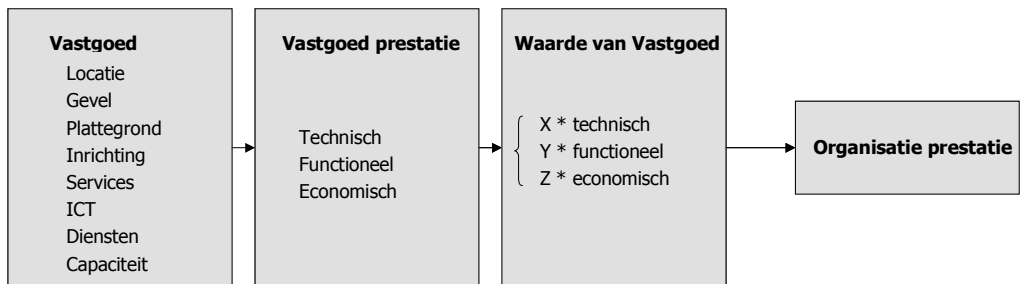 Vastgoed
Locatie
Gevel
Plattegrond
Inrichting
Services
ICT
Diensten
Capaciteit
Vastgoed prestatie
Technisch
Functioneel
Economisch
Waarde van Vastgoed
X * technisch
Y * functioneel
Z * economisch
Organisatie prestatie